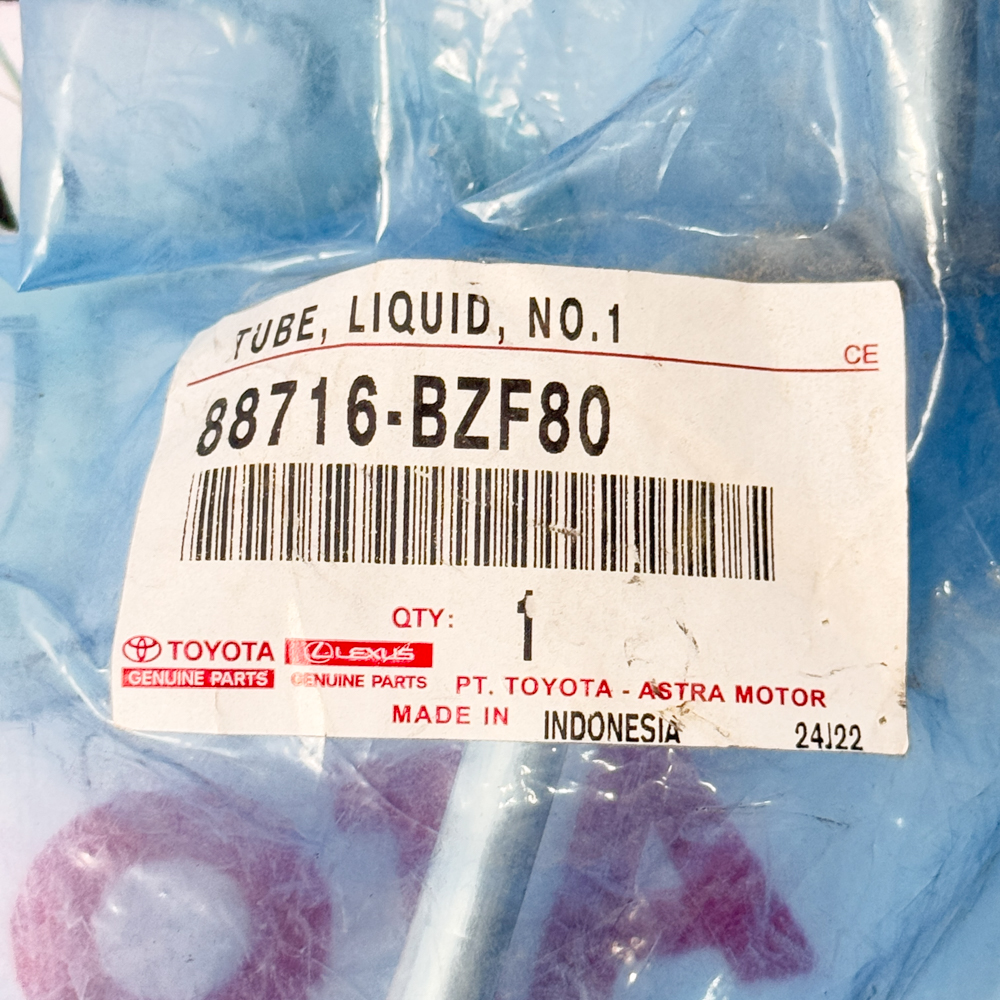 TUBE, LIQUID, NO.1
CE
88716-BZF80
QTY: 1
TOYOTA LEXUS
GENUINE PARTS GENUINE PARTS
PT. TOYOTA - ASTRA MOTOR
MADE IN INDONESIA 24J22